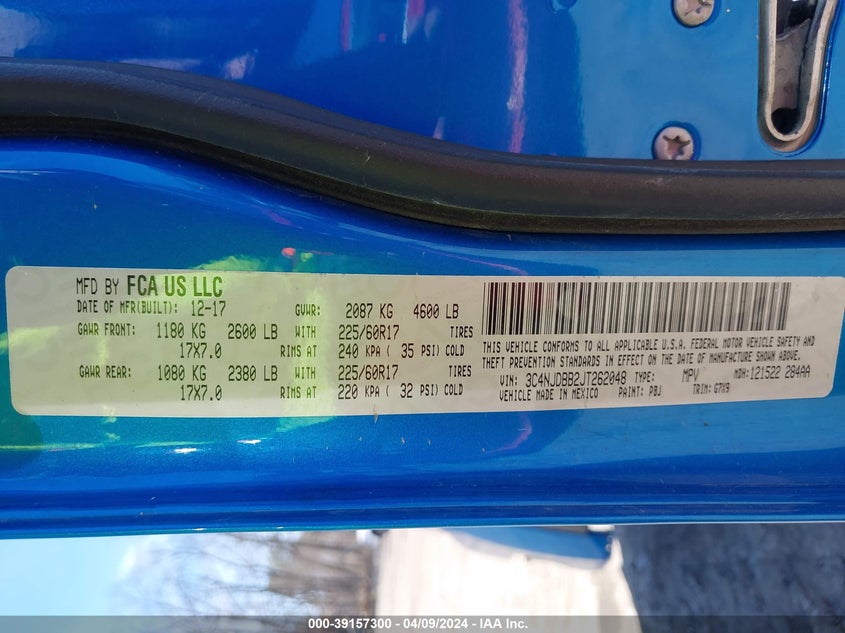 MFD BY FCA US LLC
DATE OF MFR(BUILT): 12-17 GVWR: 2087 KG 4600 LB
GAWR FRONT: 1180 KG 2600 LB WITH 225/60R17 TIRES
17X7.0 RIMS AT 240 KPA ( 35 PSI) COLD
GAWR REAR: 1080 KG 2380 LB WITH 225/60R17 TIRES
17X7.0 RIMS AT 220 KPA ( 32 PSI) COLD
THIS VEHICLE CONFORMS TO ALL APPLICABLE U.S.A. FEDERAL MOTOR VEHICLE SAFETY AND
THEFT PREVENTION STANDARDS IN EFFECT ON THE DATE OF MANUFACTURE SHOWN ABOVE.
VIN: 3C4NJDBB2JT262048 TYPE: MPV MDH: 121522 284AA
VEHICLE MADE IN MEXICO PAINT: PBJ TRIM: G7X9
000-39157300 - 04/09/2024 - IAA Inc.